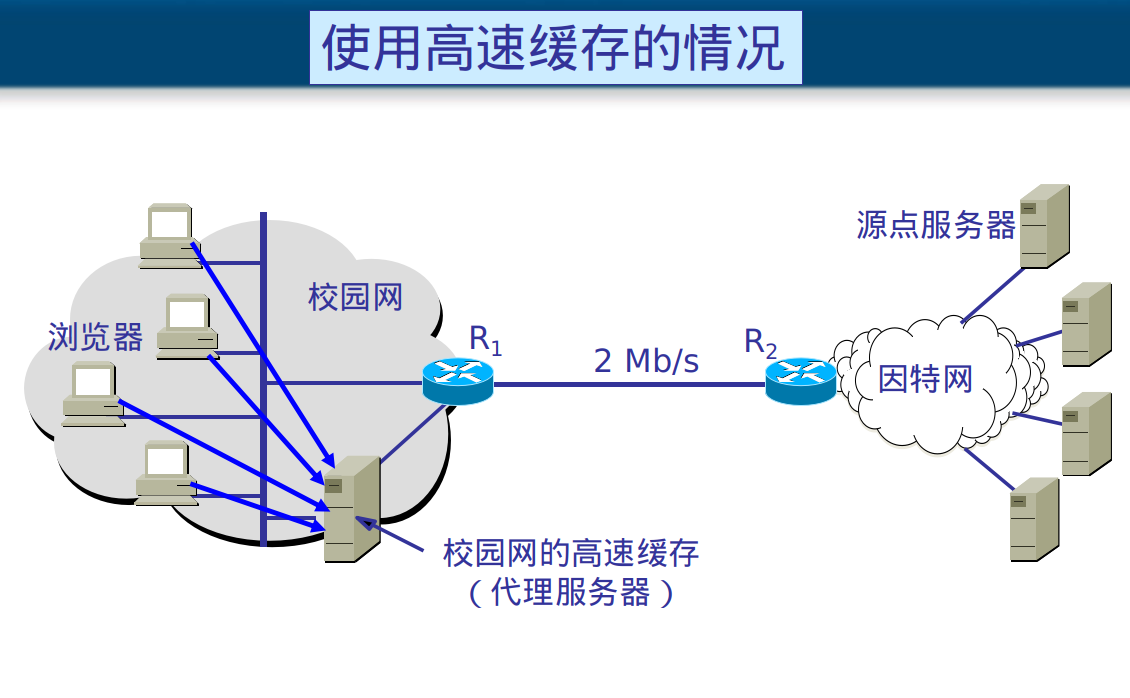 使用高速缓存的情况
源点服务器
校园网
浏览器
R1
2 Mb/s
R2
因特网
校园网的高速缓存
（代理服务器）